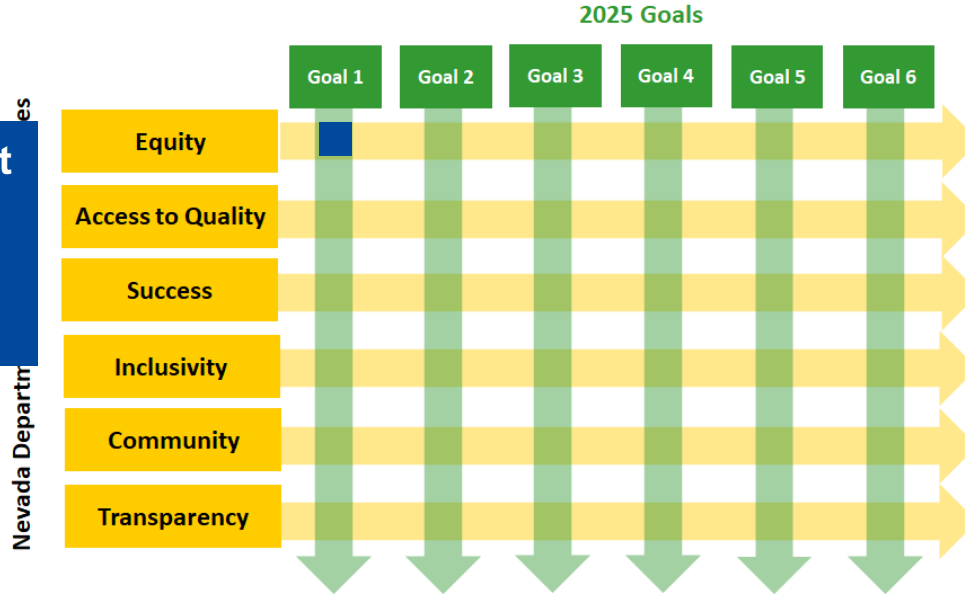 2025 Goals
Goal 1 Goal 2 Goal 3 Goal 4 Goal 5 Goal 6
Equity
Access to Quality
Success
Inclusivity
Community
Transparency
Nevada